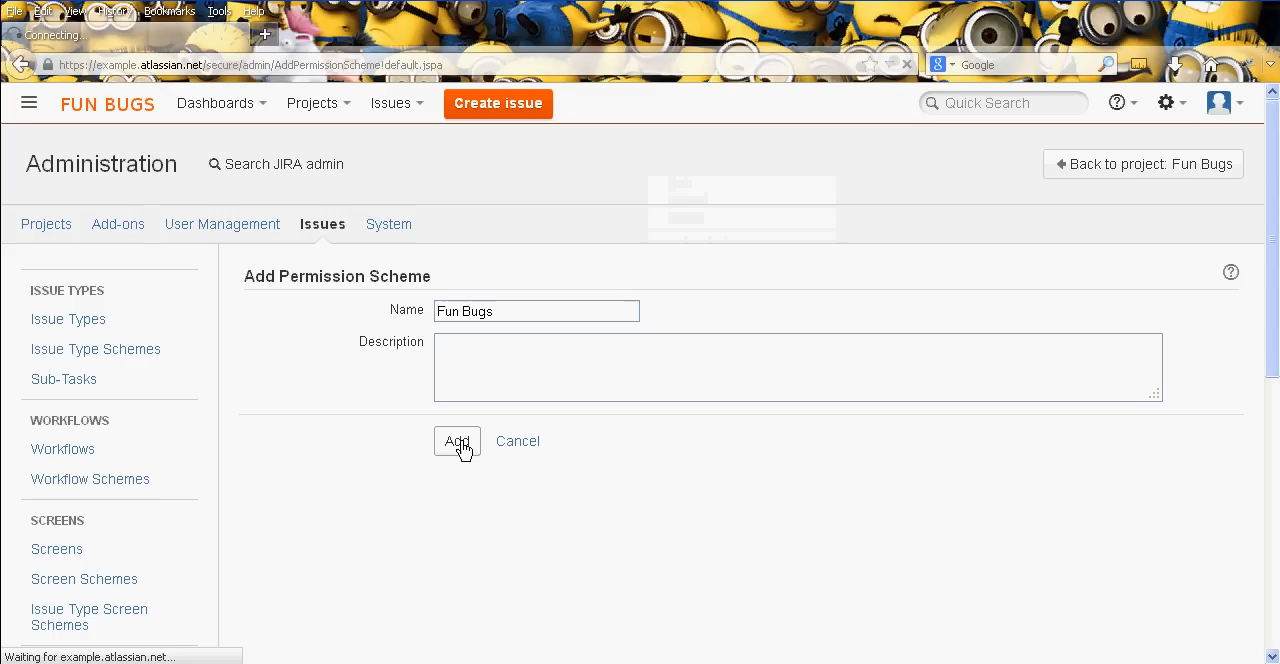 File Edit View History Bookmarks Tools Help
Connecting...
https://example.atlassian.net/secure/admin/AddPermissionScheme!default.jspa
Google
FUN BUGS Dashboards Projects Issues Create issue Quick Search
Administration Search JIRA admin Back to project: Fun Bugs
Projects Add-ons User Management Issues System
ISSUE TYPES
Issue Types
Issue Type Schemes
Sub-Tasks
WORKFLOWS
Workflows
Workflow Schemes
SCREENS
Screens
Screen Schemes
Issue Type Screen
Schemes
Add Permission Scheme
Name Fun Bugs
Description
Add Cancel
Waiting for example.atlassian.net...